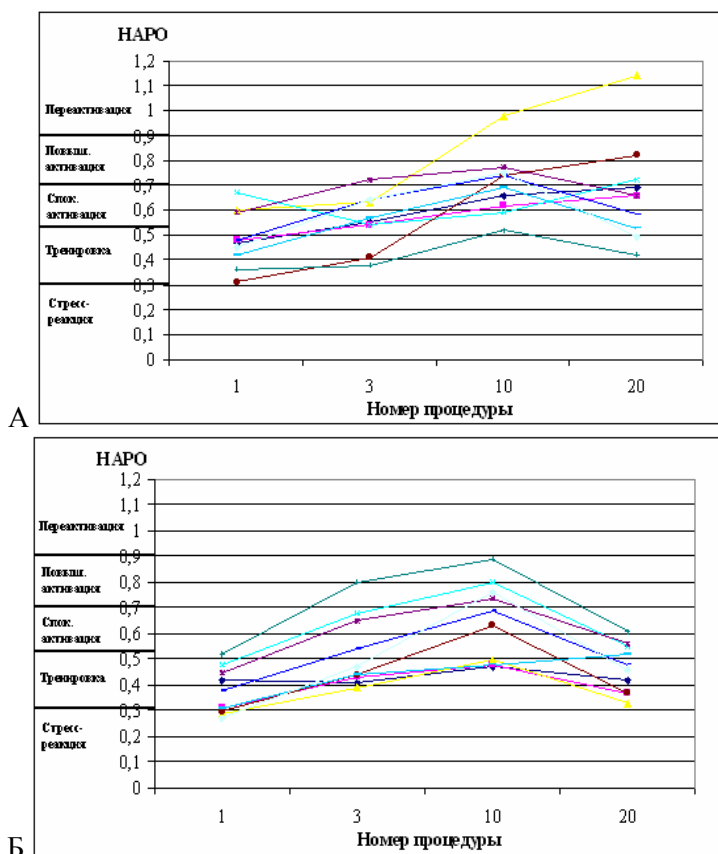 НАРО
1,2
1,1
Переактивация
1
0,9
Повыш.
активация
0,8
0,7
Спок.
активация
0,6
0,5
Тренировка
0,4
0,3
Стресс-
реакция
0,2
0,1
0
1 3 10 20
Номер процедуры
А
НАРО
1,2
1,1
Переактивация
1
0,9
Повыш.
активация
0,8
0,7
Спок.
активация
0,6
0,5
Тренировка
0,4
0,3
Стресс-
реакция
0,2
0,1
0
1 3 10 20
Номер процедуры
Б